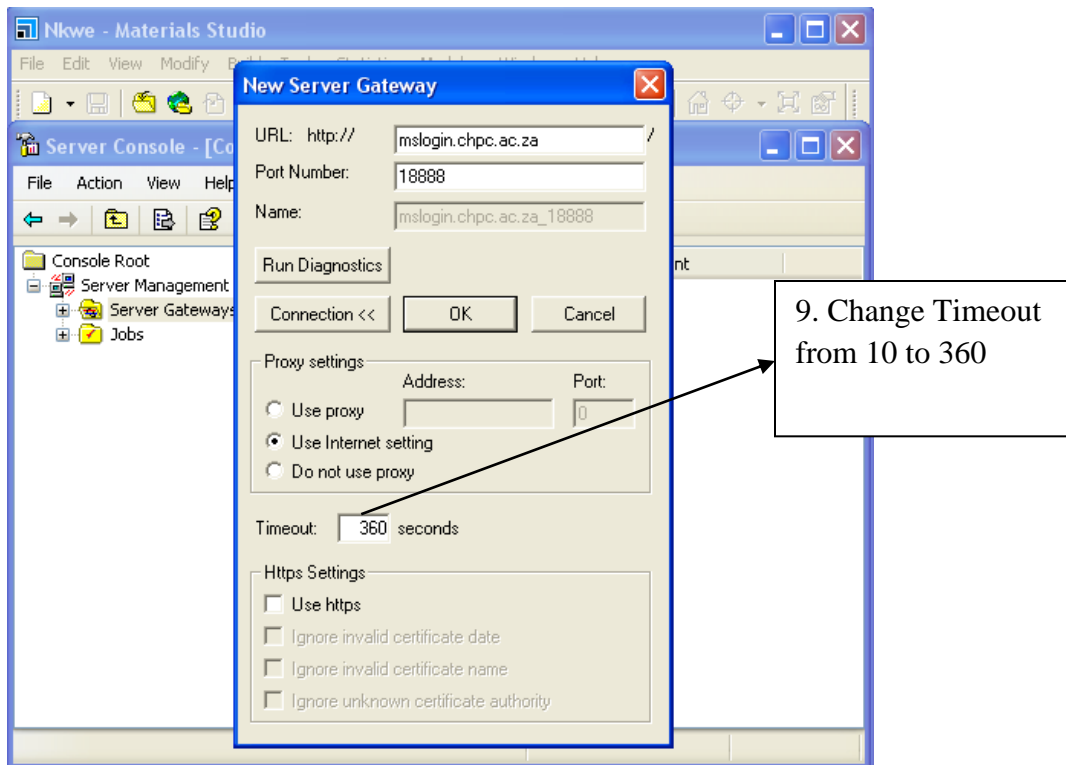 Nkwe - Materials Studio
File Edit View Modify
New Server Gateway
Server Console - [Co
File Action View Help
URL: http:// mslogin.chpc.ac.za /
Port Number: 18888
Name: mslogin.chpc.ac.za_18888
Console Root
Server Management
Server Gateways
Jobs
nt
Run Diagnostics
Connection << OK Cancel
Proxy settings
Address: Port:
Use proxy 0
Use Internet setting
Do not use proxy
Timeout: 360 seconds
Https Settings
Use https
Ignore invalid certificate date
Ignore invalid certificate name
Ignore unknown certificate authority
9. Change Timeout
from 10 to 360